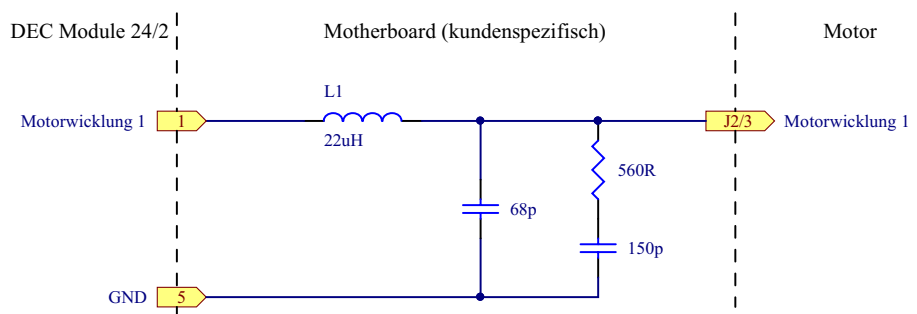 DEC Module 24/2
Motherboard (kundenspezifisch)
Motor
L1
Motorwicklung 1
1
22uH
J2/3
Motorwicklung 1
560R
68p
150p
GND
5